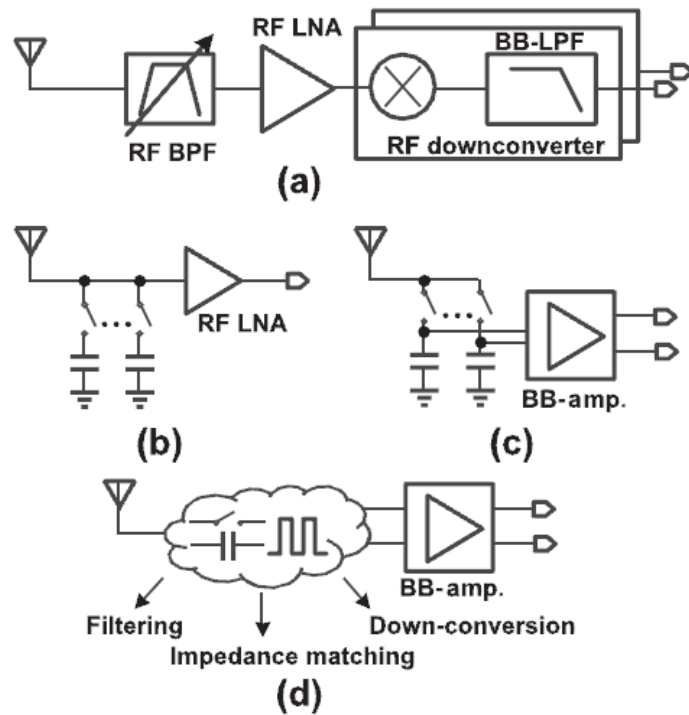 RF LNA
BB-LPF
RF BPF
RF downconverter
(a)
RF LNA
(b)
BB-amp.
(c)
BB-amp.
Filtering
Down-conversion
Impedance matching
(d)